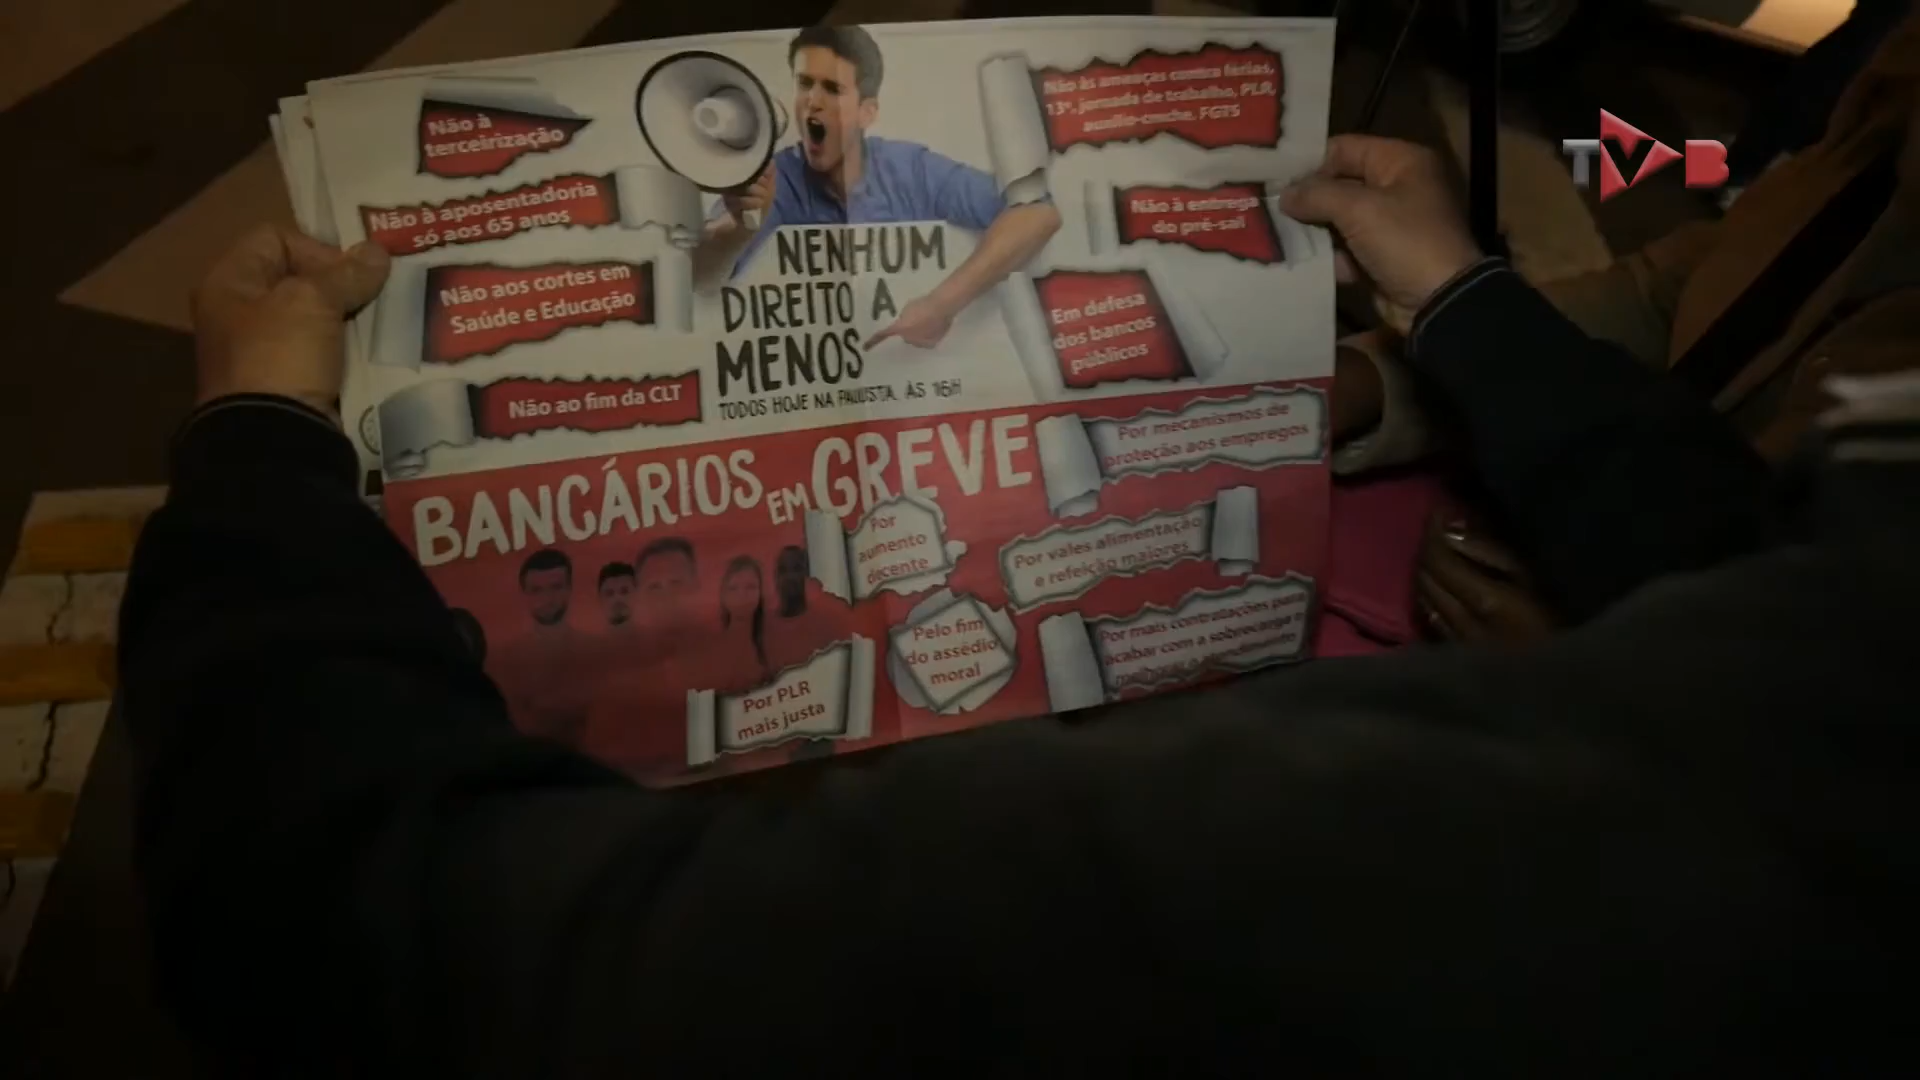 Não à
terceirização
Não à aposentadoria
só aos 65 anos
Não aos cortes em
Saúde e Educação
Não ao fim da CLT
NENHUM
DIREITO A
MENOS
TODOS HOJE NA PAULISTA, ÀS 16H
Não às ameaças contra férias,
13º, jornada de trabalho, PLR,
auxílio-creche, FGTS
Não à entrega
do pré-sal
Em defesa
dos bancos
públicos
BANCÁRIOS EM GREVE
Por
aumento
decente
Por mecanismos de
proteção aos empregos
Por vales alimentação
e refeição maiores
Pelo fim
do assédio
moral
Por mais contratações para
acabar com a sobrecarga e
melhorar o atendimento
Por PLR
mais justa
TVB